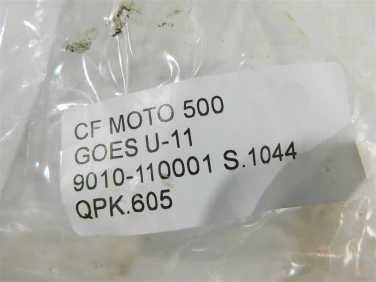 CF MOTO 500
GOES U-11
9010-110001 S.1044
QPK.605